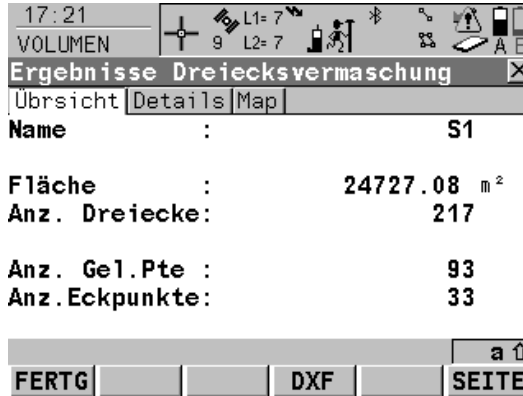 17:21 L1= 7
VOLUMEN 9 L2= 7 A B
Ergebnisse Dreiecksvermaschung X
Übrsicht Details Map
Name : S1
Fläche : 24727.08 m²
Anz. Dreiecke: 217
Anz. Gel.Pte : 93
Anz.Eckpunkte: 33
a
FERTG DXF SEITE